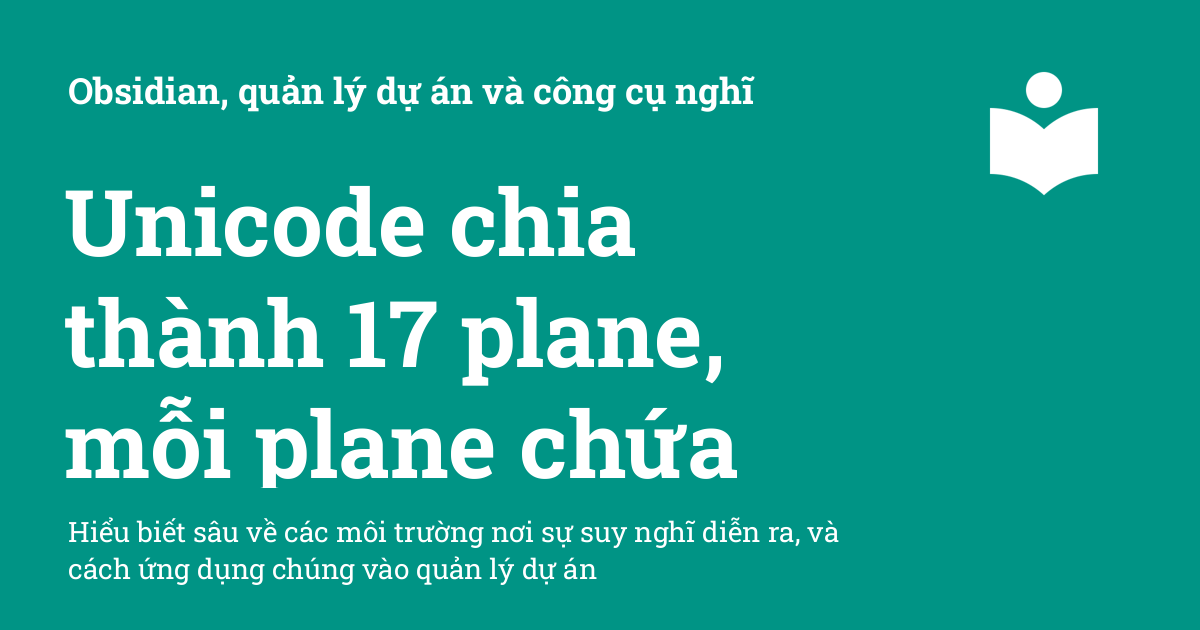 Obsidian, quản lý dự án và công cụ nghĩ
Unicode chia
thành 17 plane,
mỗi plane chứa
Hiểu biết sâu về các môi trường nơi sự suy nghĩ diễn ra, và
cách ứng dụng chúng vào quản lý dự án